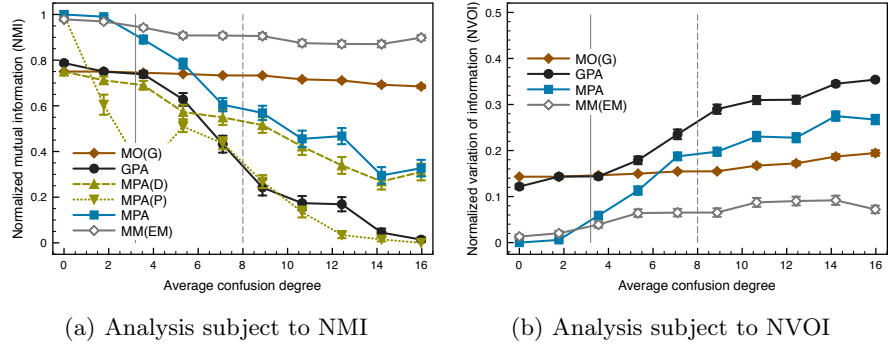 Normalized mutual information (NMI)
1
0.8
0.6
0.4
0.2
0
MO(G)
GPA
MPA(D)
MPA(P)
MPA
MM(EM)
0 2 4 6 8 10 12 14 16
Average confusion degree
(a) Analysis subject to NMI
Normalized variation of information (NVOI)
0.5
0.4
0.3
0.2
0.1
0
MO(G)
GPA
MPA
MM(EM)
0 2 4 6 8 10 12 14 16
Average confusion degree
(b) Analysis subject to NVOI